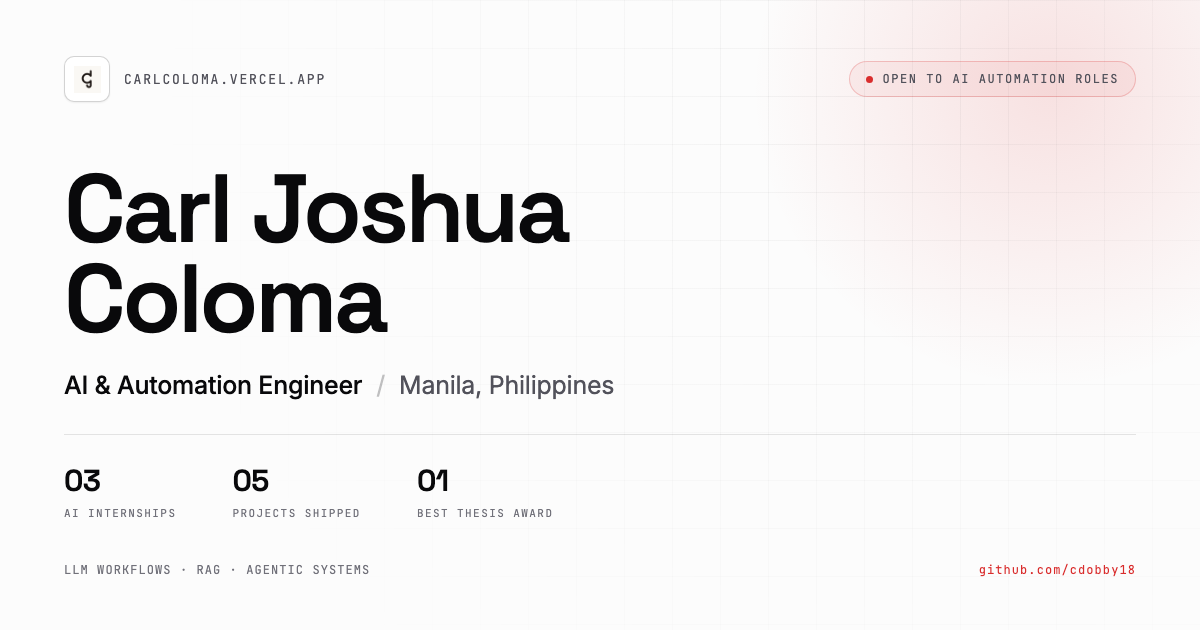 CARLCOLOMA.VERCEL.APP
OPEN TO AI AUTOMATION ROLES
Carl Joshua
Coloma
AI & Automation Engineer / Manila, Philippines
03 05 01
AI INTERNSHIPS PROJECTS SHIPPED BEST THESIS AWARD
LLM WORKFLOWS · RAG · AGENTIC SYSTEMS
github.com/cdobby18